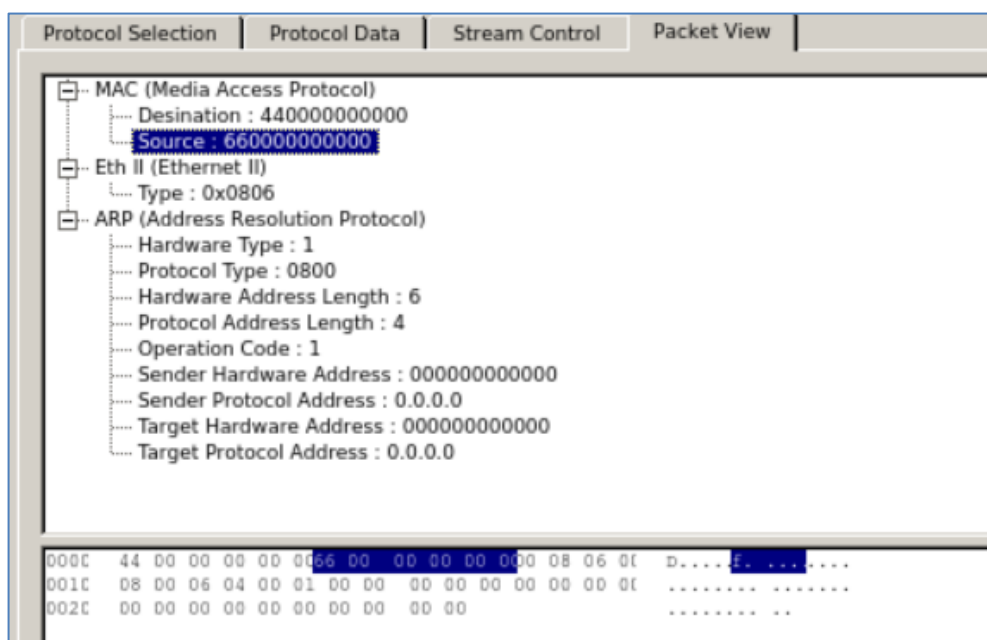 Protocol Selection Protocol Data Stream Control Packet View
MAC (Media Access Protocol)
Desination : 440000000000
Source : 660000000000
Eth II (Ethernet II)
Type : 0x0806
ARP (Address Resolution Protocol)
Hardware Type : 1
Protocol Type : 0800
Hardware Address Length : 6
Protocol Address Length : 4
Operation Code : 1
Sender Hardware Address : 000000000000
Sender Protocol Address : 0.0.0.0
Target Hardware Address : 000000000000
Target Protocol Address : 0.0.0.0
44 00 00 00 00 66 00 00 00 00 08 06 D.....f. .......
08 00 06 04 00 01 00 00 00 00 00 00 00 00 00 ........ .......
00 00 00 00 00 00 00 00 00 00 ........ ..